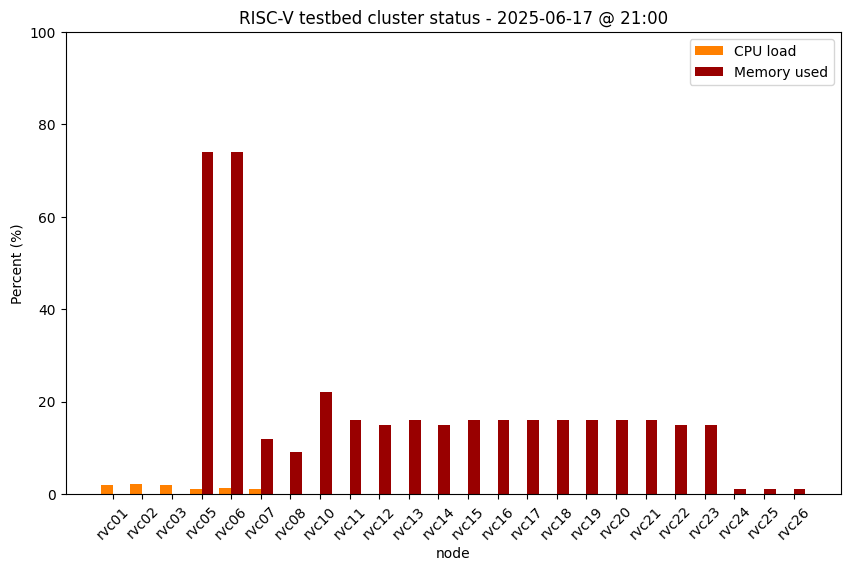 RISC-V testbed cluster status - 2025-06-17 @ 21:00
CPU load
Memory used
Percent (%)
100
80
60
40
20
0
rvc01 rvc02 rvc03 rvc05 rvc06 rvc07 rvc08 rvc10 rvc11 rvc12 rvc13 rvc14 rvc15 rvc16 rvc17 rvc18 rvc19 rvc20 rvc21 rvc22 rvc23 rvc24 rvc25 rvc26
node